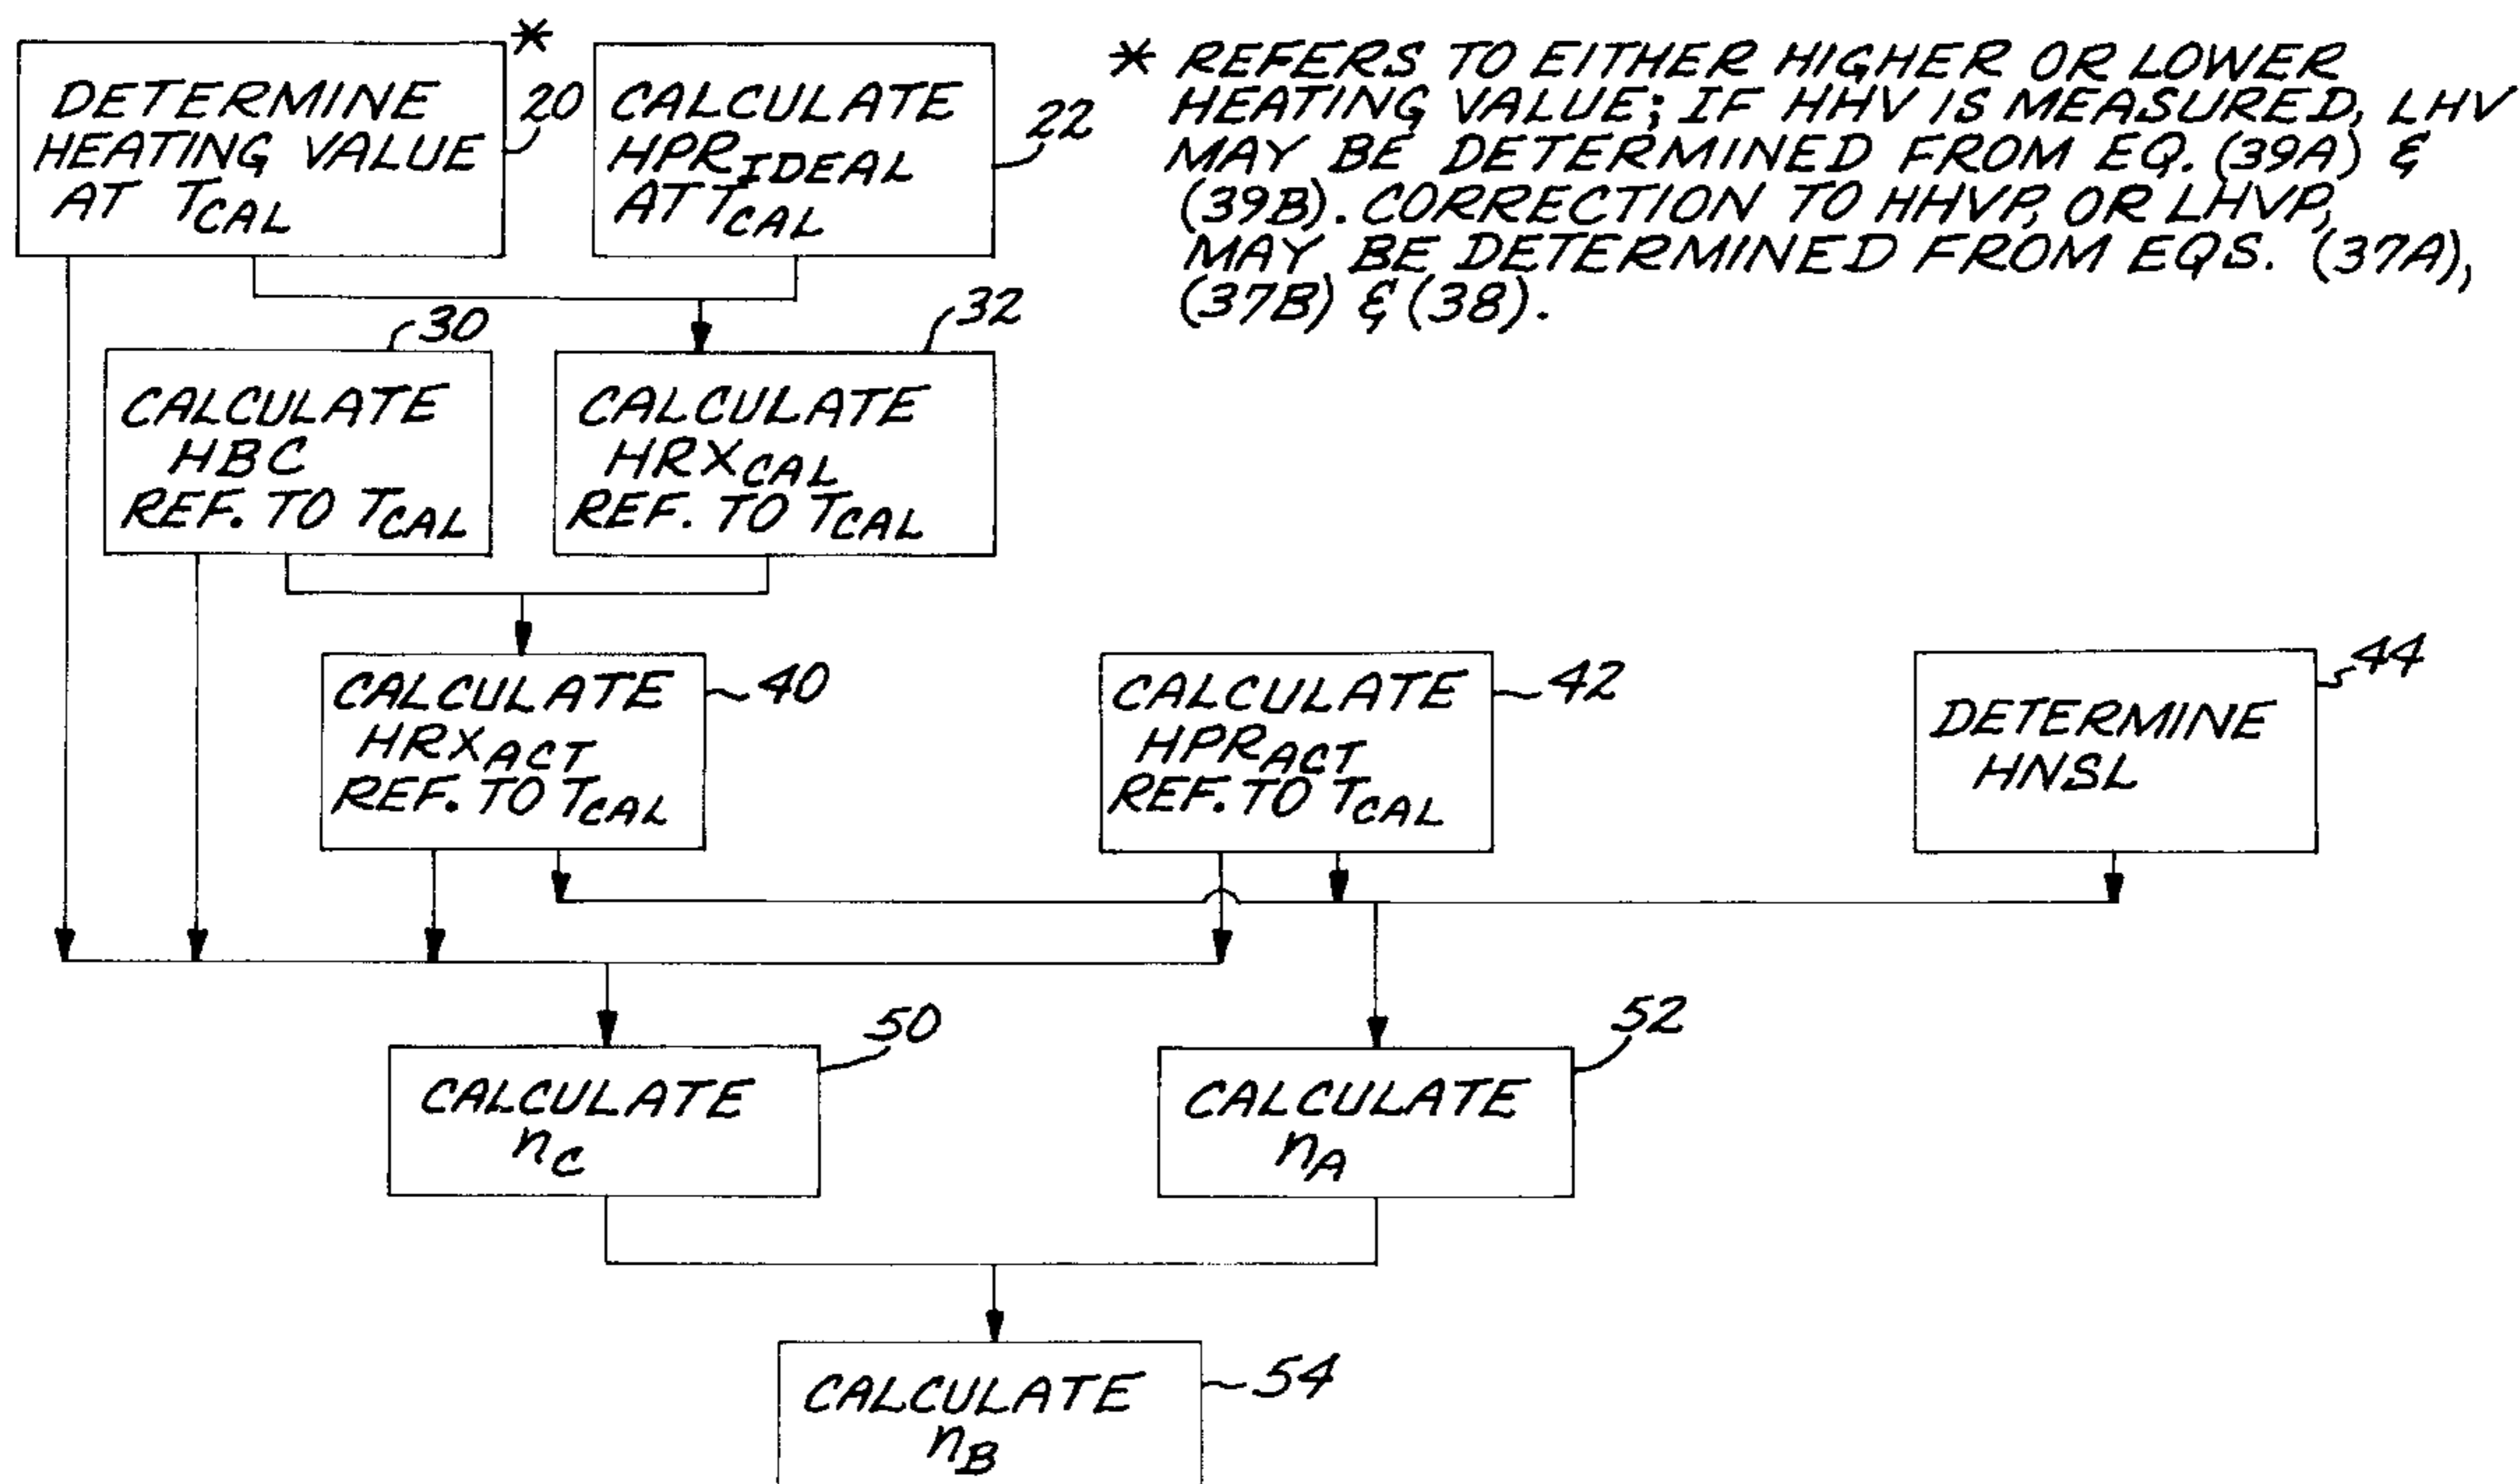 DETERMINE
HEATING VALUE
AT TCAL
*
20
CALCULATE
HPRIDEAL
AT TCAL
22
* REFERS TO EITHER HIGHER OR LOWER
HEATING VALUE; IF HHV IS MEASURED, LHV
MAY BE DETERMINED FROM EQ. (39A) &
(39B). CORRECTION TO HHVP, OR LHVP,
MAY BE DETERMINED FROM EQS. (37A),
(37B) & (38).
30
CALCULATE
HBC
REF. TO TCAL
32
CALCULATE
HRXCAL
REF. TO TCAL
CALCULATE
HRXACT
REF. TO TCAL
40
CALCULATE
HPRACT
REF. TO TCAL
42
DETERMINE
HNSL
44
CALCULATE
nC
50
CALCULATE
nA
52
CALCULATE
nB
54